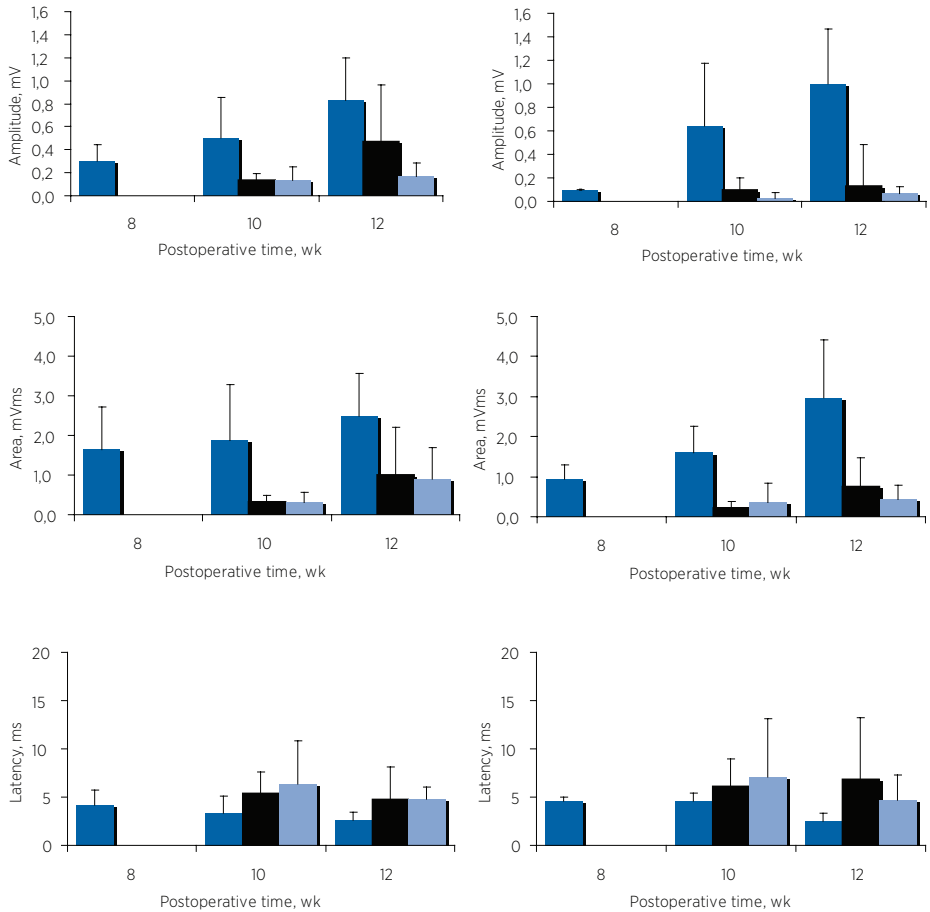 Amplitude, mV
1,6
1,4
1,2
1,0
0,8
0,6
0,4
0,2
0,0
8 10 12
Postoperative time, wk
Amplitude, mV
1,6
1,4
1,2
1,0
0,8
0,6
0,4
0,2
0,0
8 10 12
Postoperative time, wk
Area, mVms
5,0
4,0
3,0
2,0
1,0
0,0
8 10 12
Postoperative time, wk
Area, mVms
5,0
4,0
3,0
2,0
1,0
0,0
8 10 12
Postoperative time, wk
Latency, ms
20
15
10
5
0
8 10 12
Postoperative time, wk
Latency, ms
20
15
10
5
0
8 10 12
Postoperative time, wk